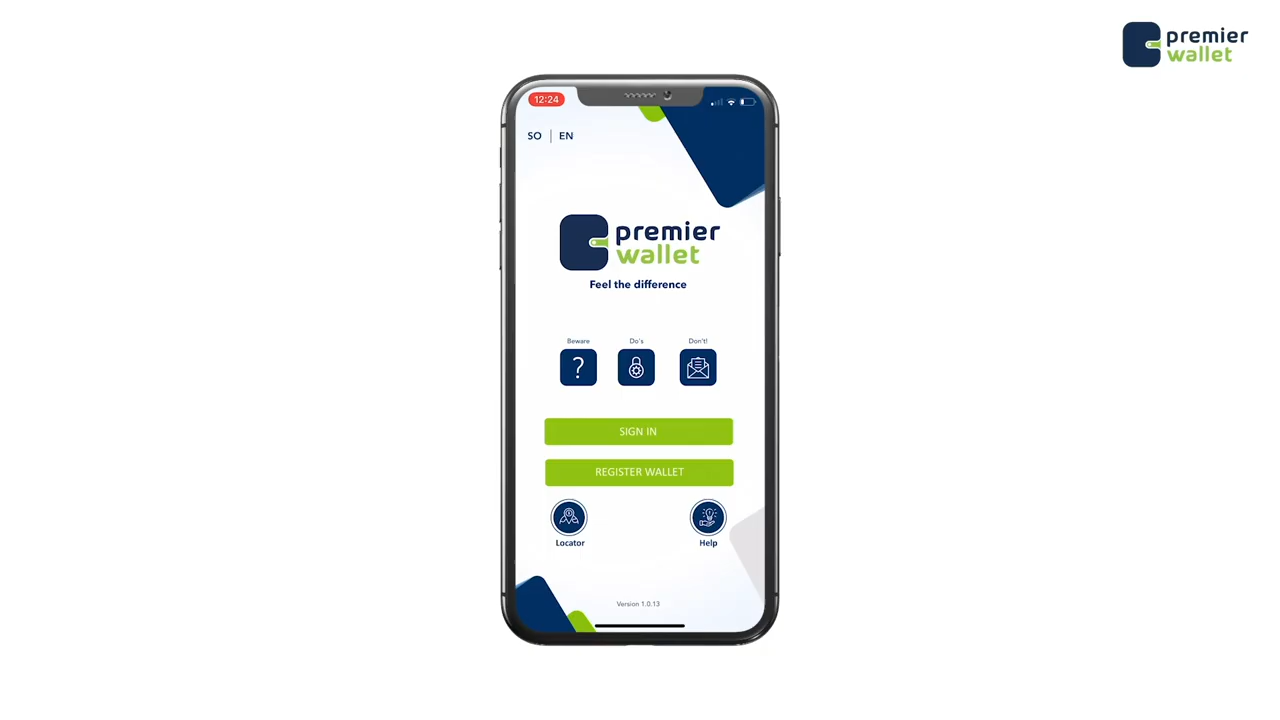 premier
wallet
12:24
SO | EN
premier
wallet
Feel the difference
Beware
Do's
Don't!
?
SIGN IN
REGISTER WALLET
Locator
Help
Version 1.0.13